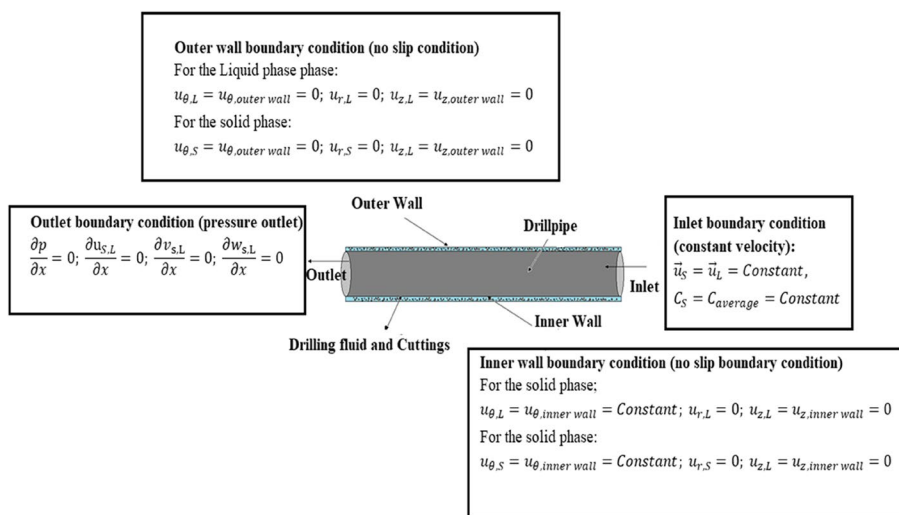 Outer wall boundary condition (no slip condition)
For the Liquid phase phase:
u_{θ,L} = u_{θ,outer wall} = 0; u_{r,L} = 0; u_{z,L} = u_{z,outer wall} = 0
For the solid phase:
u_{θ,S} = u_{θ,outer wall} = 0; u_{r,S} = 0; u_{z,L} = u_{z,outer wall} = 0
Outlet boundary condition (pressure outlet)
∂p/∂x = 0; ∂u_{S,L}/∂x = 0; ∂v_{s,L}/∂x = 0; ∂w_{s,L}/∂x = 0
Outer Wall
Drillpipe
Outlet
Inlet
Inner Wall
Drilling fluid and Cuttings
Inlet boundary condition
(constant velocity):
u⃗_S = u⃗_L = Constant,
C_S = C_{average} = Constant
Inner wall boundary condition (no slip boundary condition)
For the solid phase;
u_{θ,L} = u_{θ,inner wall} = Constant; u_{r,L} = 0; u_{z,L} = u_{z,inner wall} = 0
For the solid phase:
u_{θ,S} = u_{θ,inner wall} = Constant; u_{r,S} = 0; u_{z,L} = u_{z,inner wall} = 0